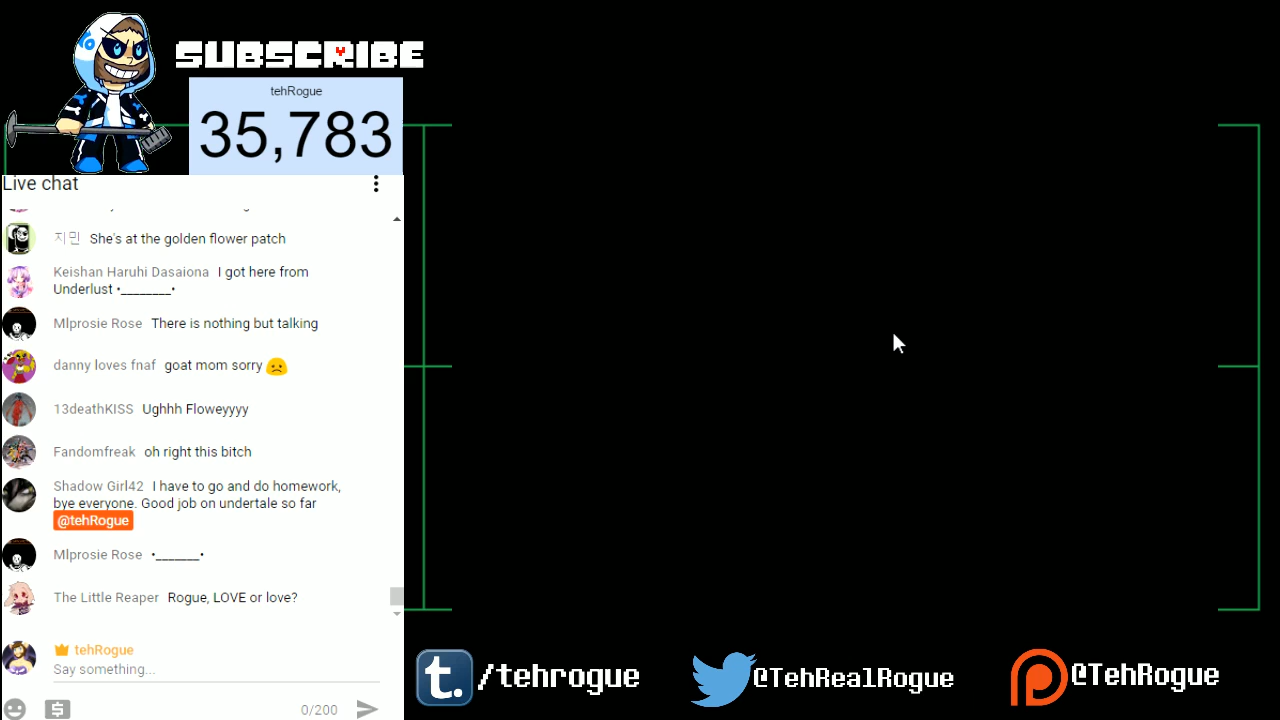 SUBSCRIBE
tehRogue
35,783
Live chat
지민 She's at the golden flower patch
Keishan Haruhi Dasaiona I got here from
Underlust •________•
Mlprosie Rose There is nothing but talking
danny loves fnaf goat mom sorry
13deathKISS Ughhh Floweyyyy
Fandomfreak oh right this bitch
Shadow Girl42 I have to go and do homework,
bye everyone. Good job on undertale so far
@tehRogue
Mlprosie Rose •_______•
The Little Reaper Rogue, LOVE or love?
tehRogue
Say something...
0/200
t. /tehrogue
@TehRealRogue
@TehRogue